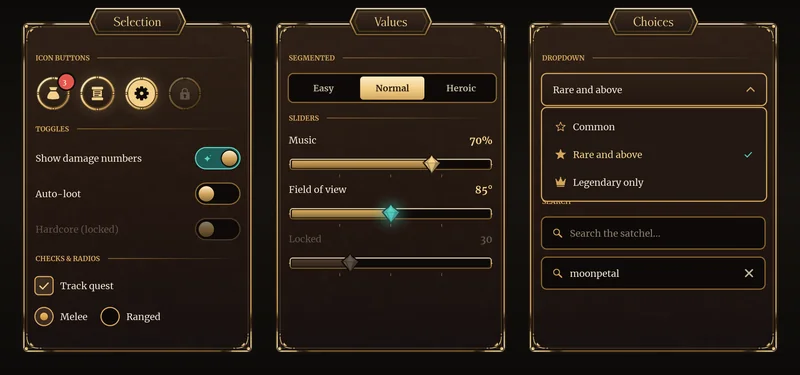 Selection
ICON BUTTONS
3
TOGGLES
Show damage numbers
Auto-loot
Hardcore (locked)
CHECKS & RADIOS
Track quest
Melee
Ranged
Values
SEGMENTED
Easy
Normal
Heroic
SLIDERS
Music
70%
Field of view
85°
Locked
30
Choices
DROPDOWN
Rare and above
Common
Rare and above
Legendary only
SEARCH
Search the satchel...
moonpetal